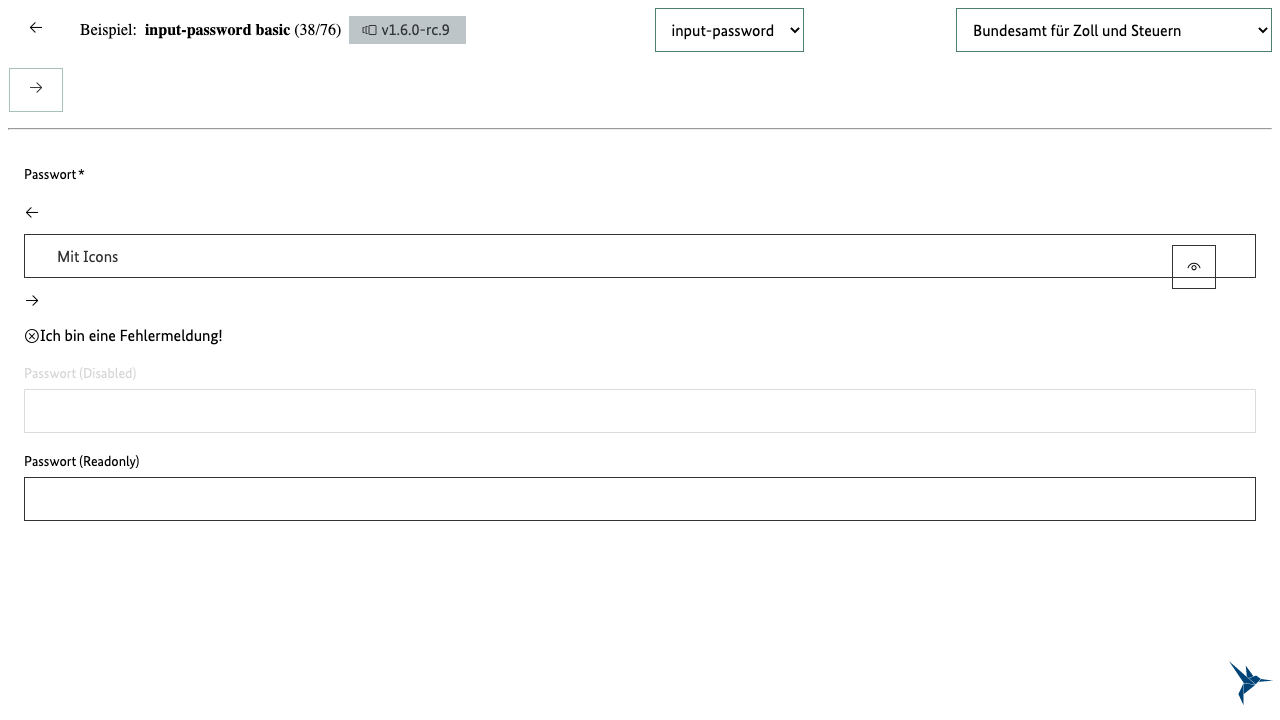 Beispiel: input-password basic (38/76) v1.6.0-rc.9 input-password Bundesamt für Zoll und Steuern
Passwort*
Mit Icons
Ich bin eine Fehlermeldung!
Passwort (Disabled)
Passwort (Readonly)